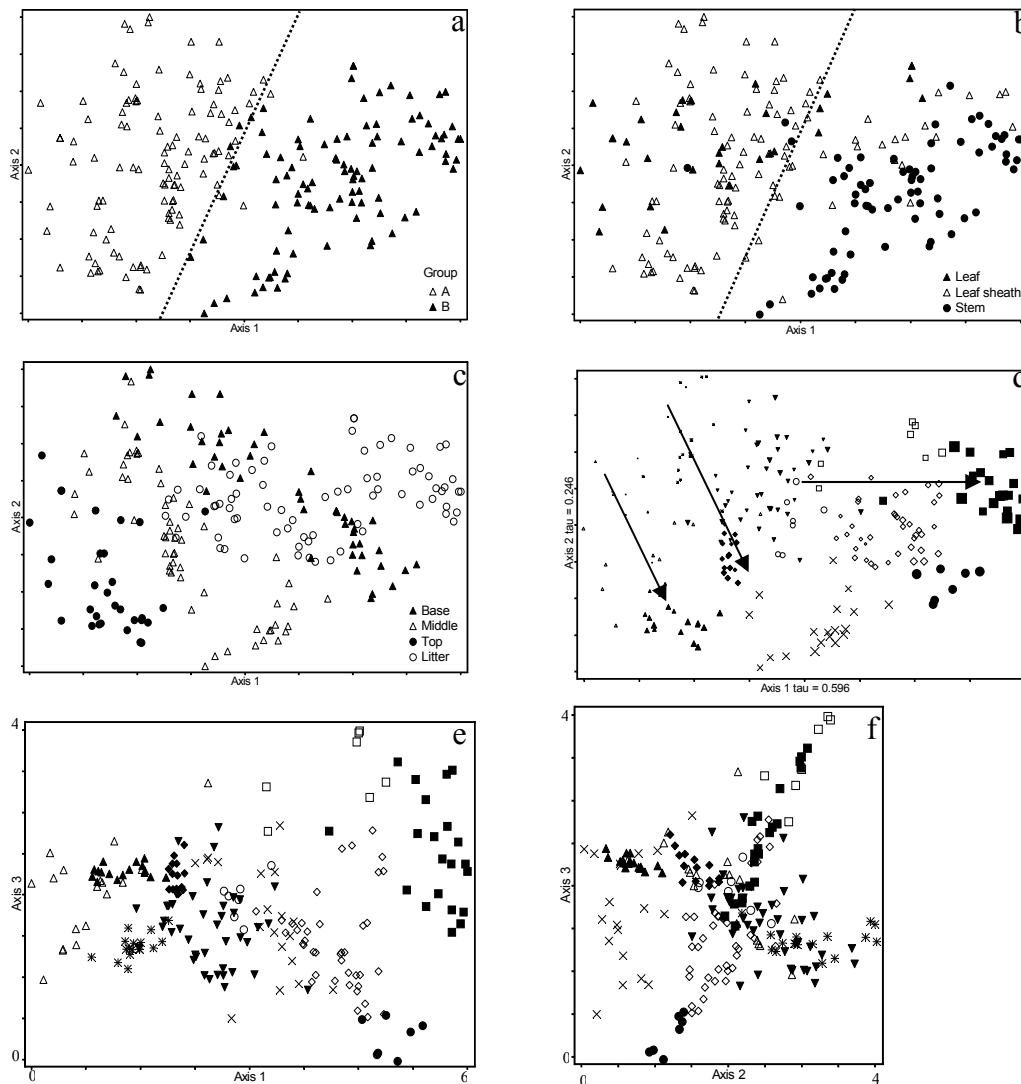 a
Axis 2
Group
△ A
▲ B
Axis 1
b
Axis 2
▲ Leaf
△ Leaf sheath
● Stem
Axis 1
c
Axis 2
▲ Base
△ Middle
● Top
○ Litter
Axis 1
d
Axis 2 tau = 0.246
Axis 1 tau = 0.596
e
4
Axis 3
0
0
Axis 1
6
f
4
Axis 3
0
0
Axis 2
4